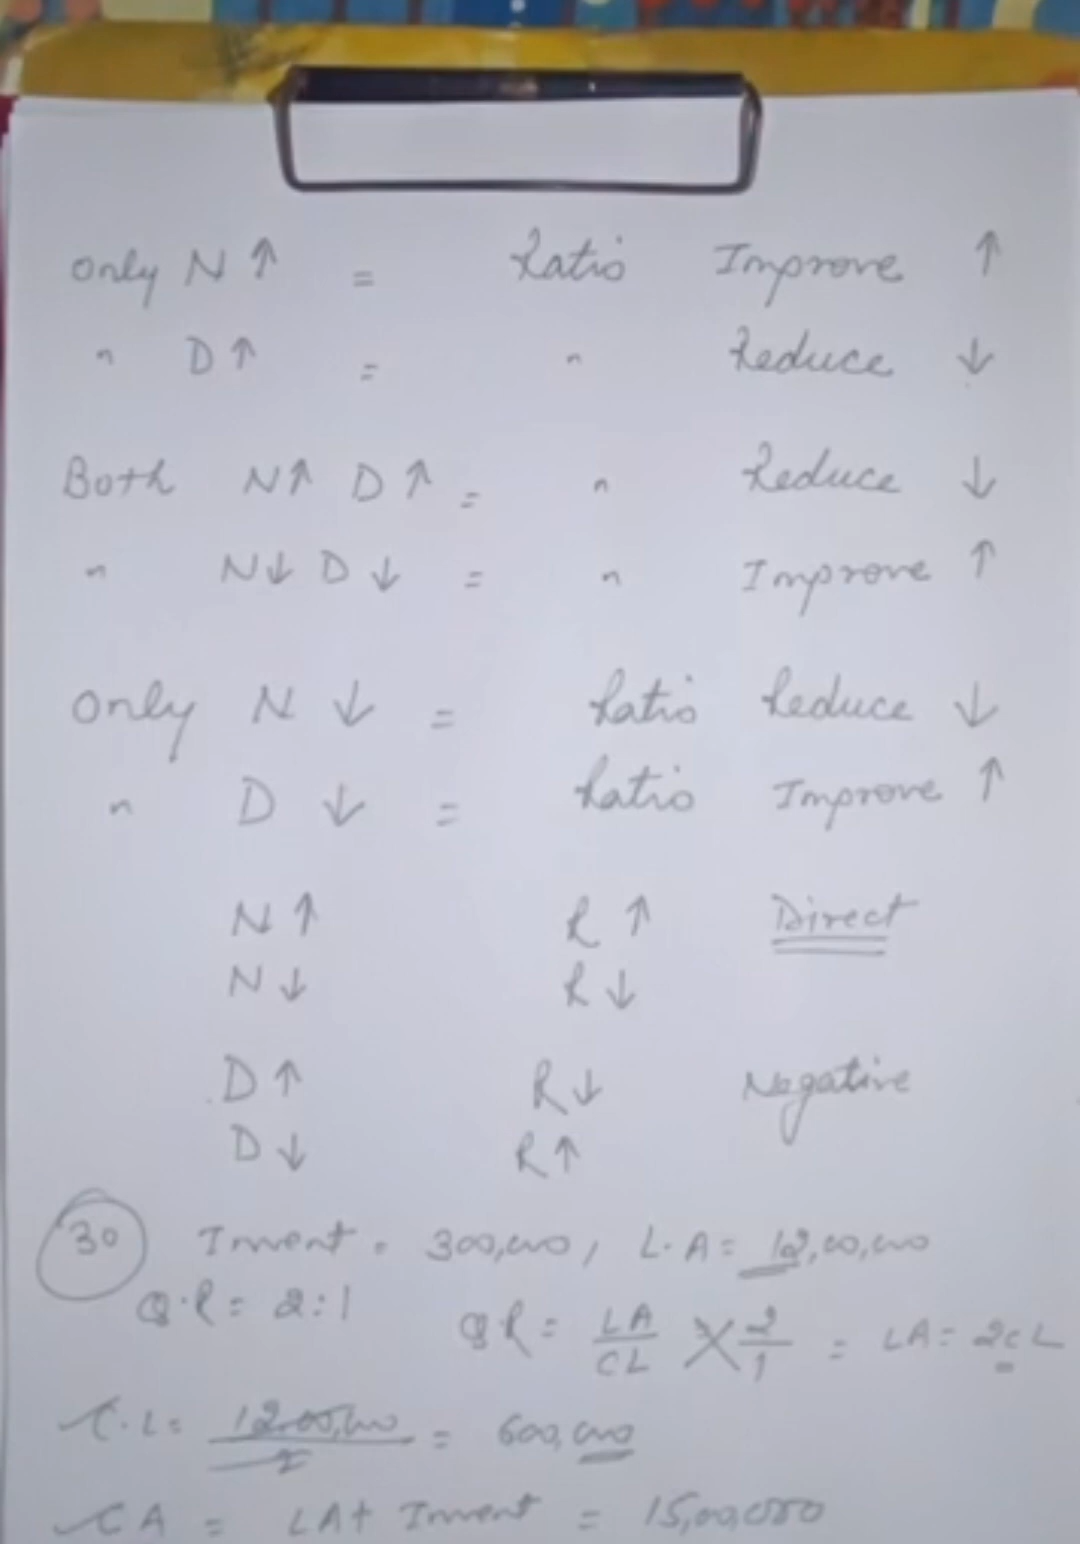 Only N ↑ = Ratio Improve ↑
" D ↑ = " Reduce ↓
Both N↑ D↑ = " Reduce ↓
" N↓ D↓ = " Improve ↑
Only N ↓ = Ratio Reduce ↓
" D ↓ = Ratio Improve ↑
N ↑ R ↑ Direct
N ↓ R ↓
D ↑ R ↓ Negative
D ↓ R ↑
30 Invent. = 300,000, L.A = 12,00,000
Q.R = 2:1
QR = LA/CL × 2/1 = LA = 2CL
C.L = 1200,000/2 = 600,000
CA = LA + Invent = 15,00,000